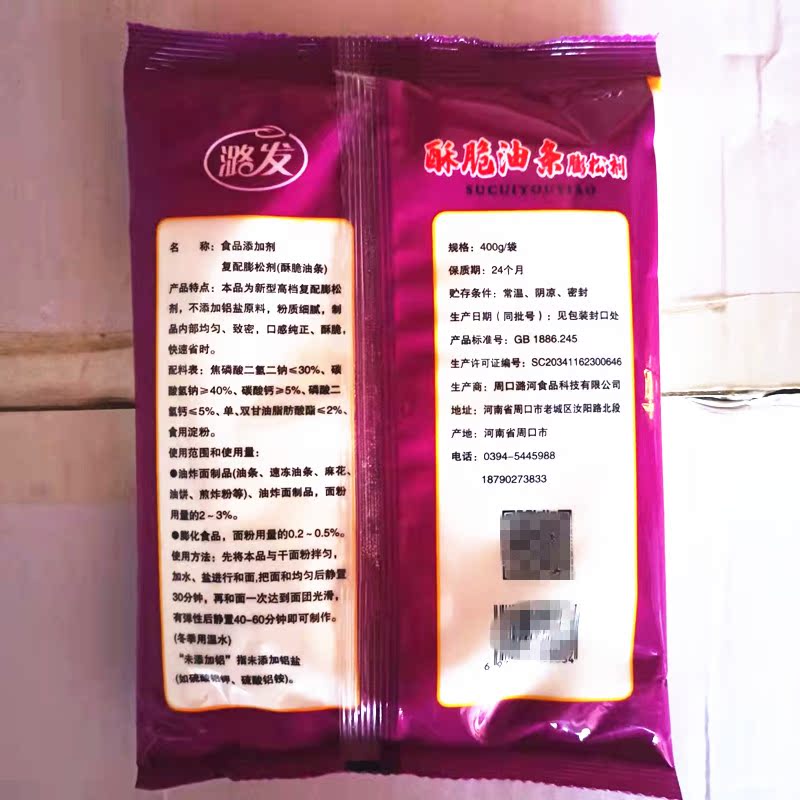 潞发
名 称：食品添加剂
复配膨松剂(酥脆油条)
产品特点：本品为新型高档复配膨松
剂，不添加铝盐原料，粉质细腻，制
品内部均匀、致密，口感纯正、酥脆，
快速省时。
配料表：焦磷酸二氢二钠≤30%、碳
酸氢钠≥40%、碳酸钙≥5%、磷酸二
氢钙≤5%、单、双甘油脂肪酸酯≤2%、
食用淀粉。
使用范围和使用量：
●油炸面制品(油条、速冻油条、麻花、
油饼、煎炸粉等)、油炸面制品，面粉
用量的2~3%。
●膨化食品，面粉用量的0.2~0.5%。
使用方法：先将本品与干面粉拌匀，
加水、盐进行和面,把面和均匀后静置
30分钟，再和面一次达到面团光滑，
有弹性后静置40-60分钟即可制作。
(冬季用温水)
“未添加铝”指未添加铝盐
(如硫酸铝钾、硫酸铝铵)。
酥脆油条膨松剂
SUCUIYOUTIAO
规格：400g/袋
保质期：24个月
贮存条件：常温、阴凉、密封
生产日期（同批号）：见包装封口处
产品标准号：GB 1886.245
生产许可证编号：SC20341162300646
生产商：周口潞河食品科技有限公司
地址：河南省周口市老城区汝阳路北段
产地：河南省周口市
电话：0394-5445988
18790273833